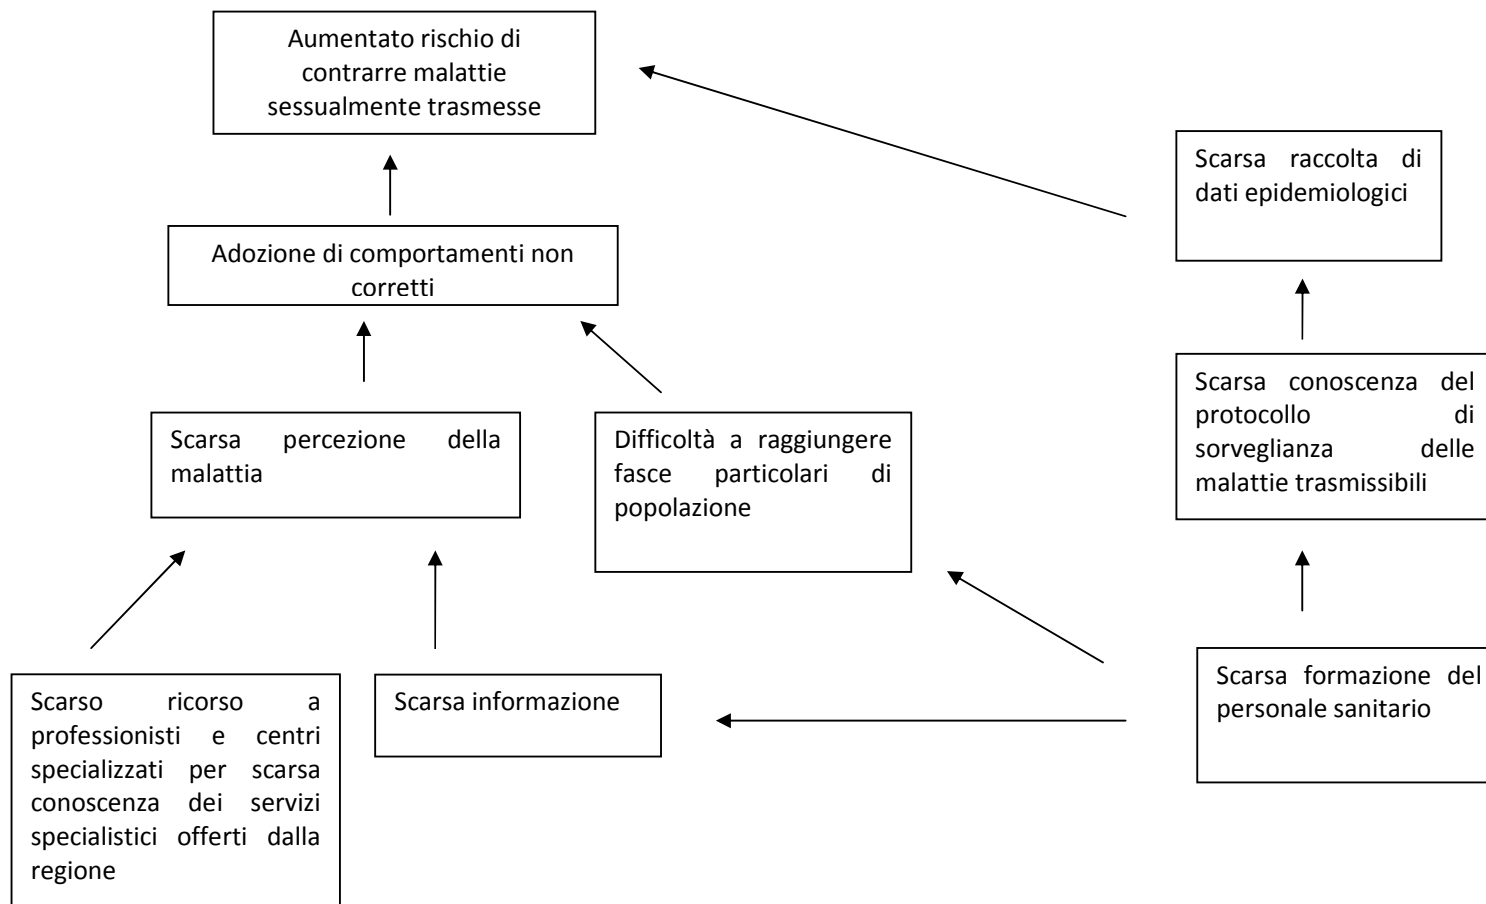 Aumentato rischio di
contrarre malattie
sessualmente trasmesse
Scarsa raccolta di
dati epidemiologici
Adozione di comportamenti non
corretti
Scarsa conoscenza del
protocollo di
sorveglianza delle
malattie trasmissibili
Scarsa percezione della
malattia
Difficoltà a raggiungere
fasce particolari di
popolazione
Scarso ricorso a
professionisti e centri
specializzati per scarsa
conoscenza dei servizi
specialistici offerti dalla
regione
Scarsa informazione
Scarsa formazione del
personale sanitario